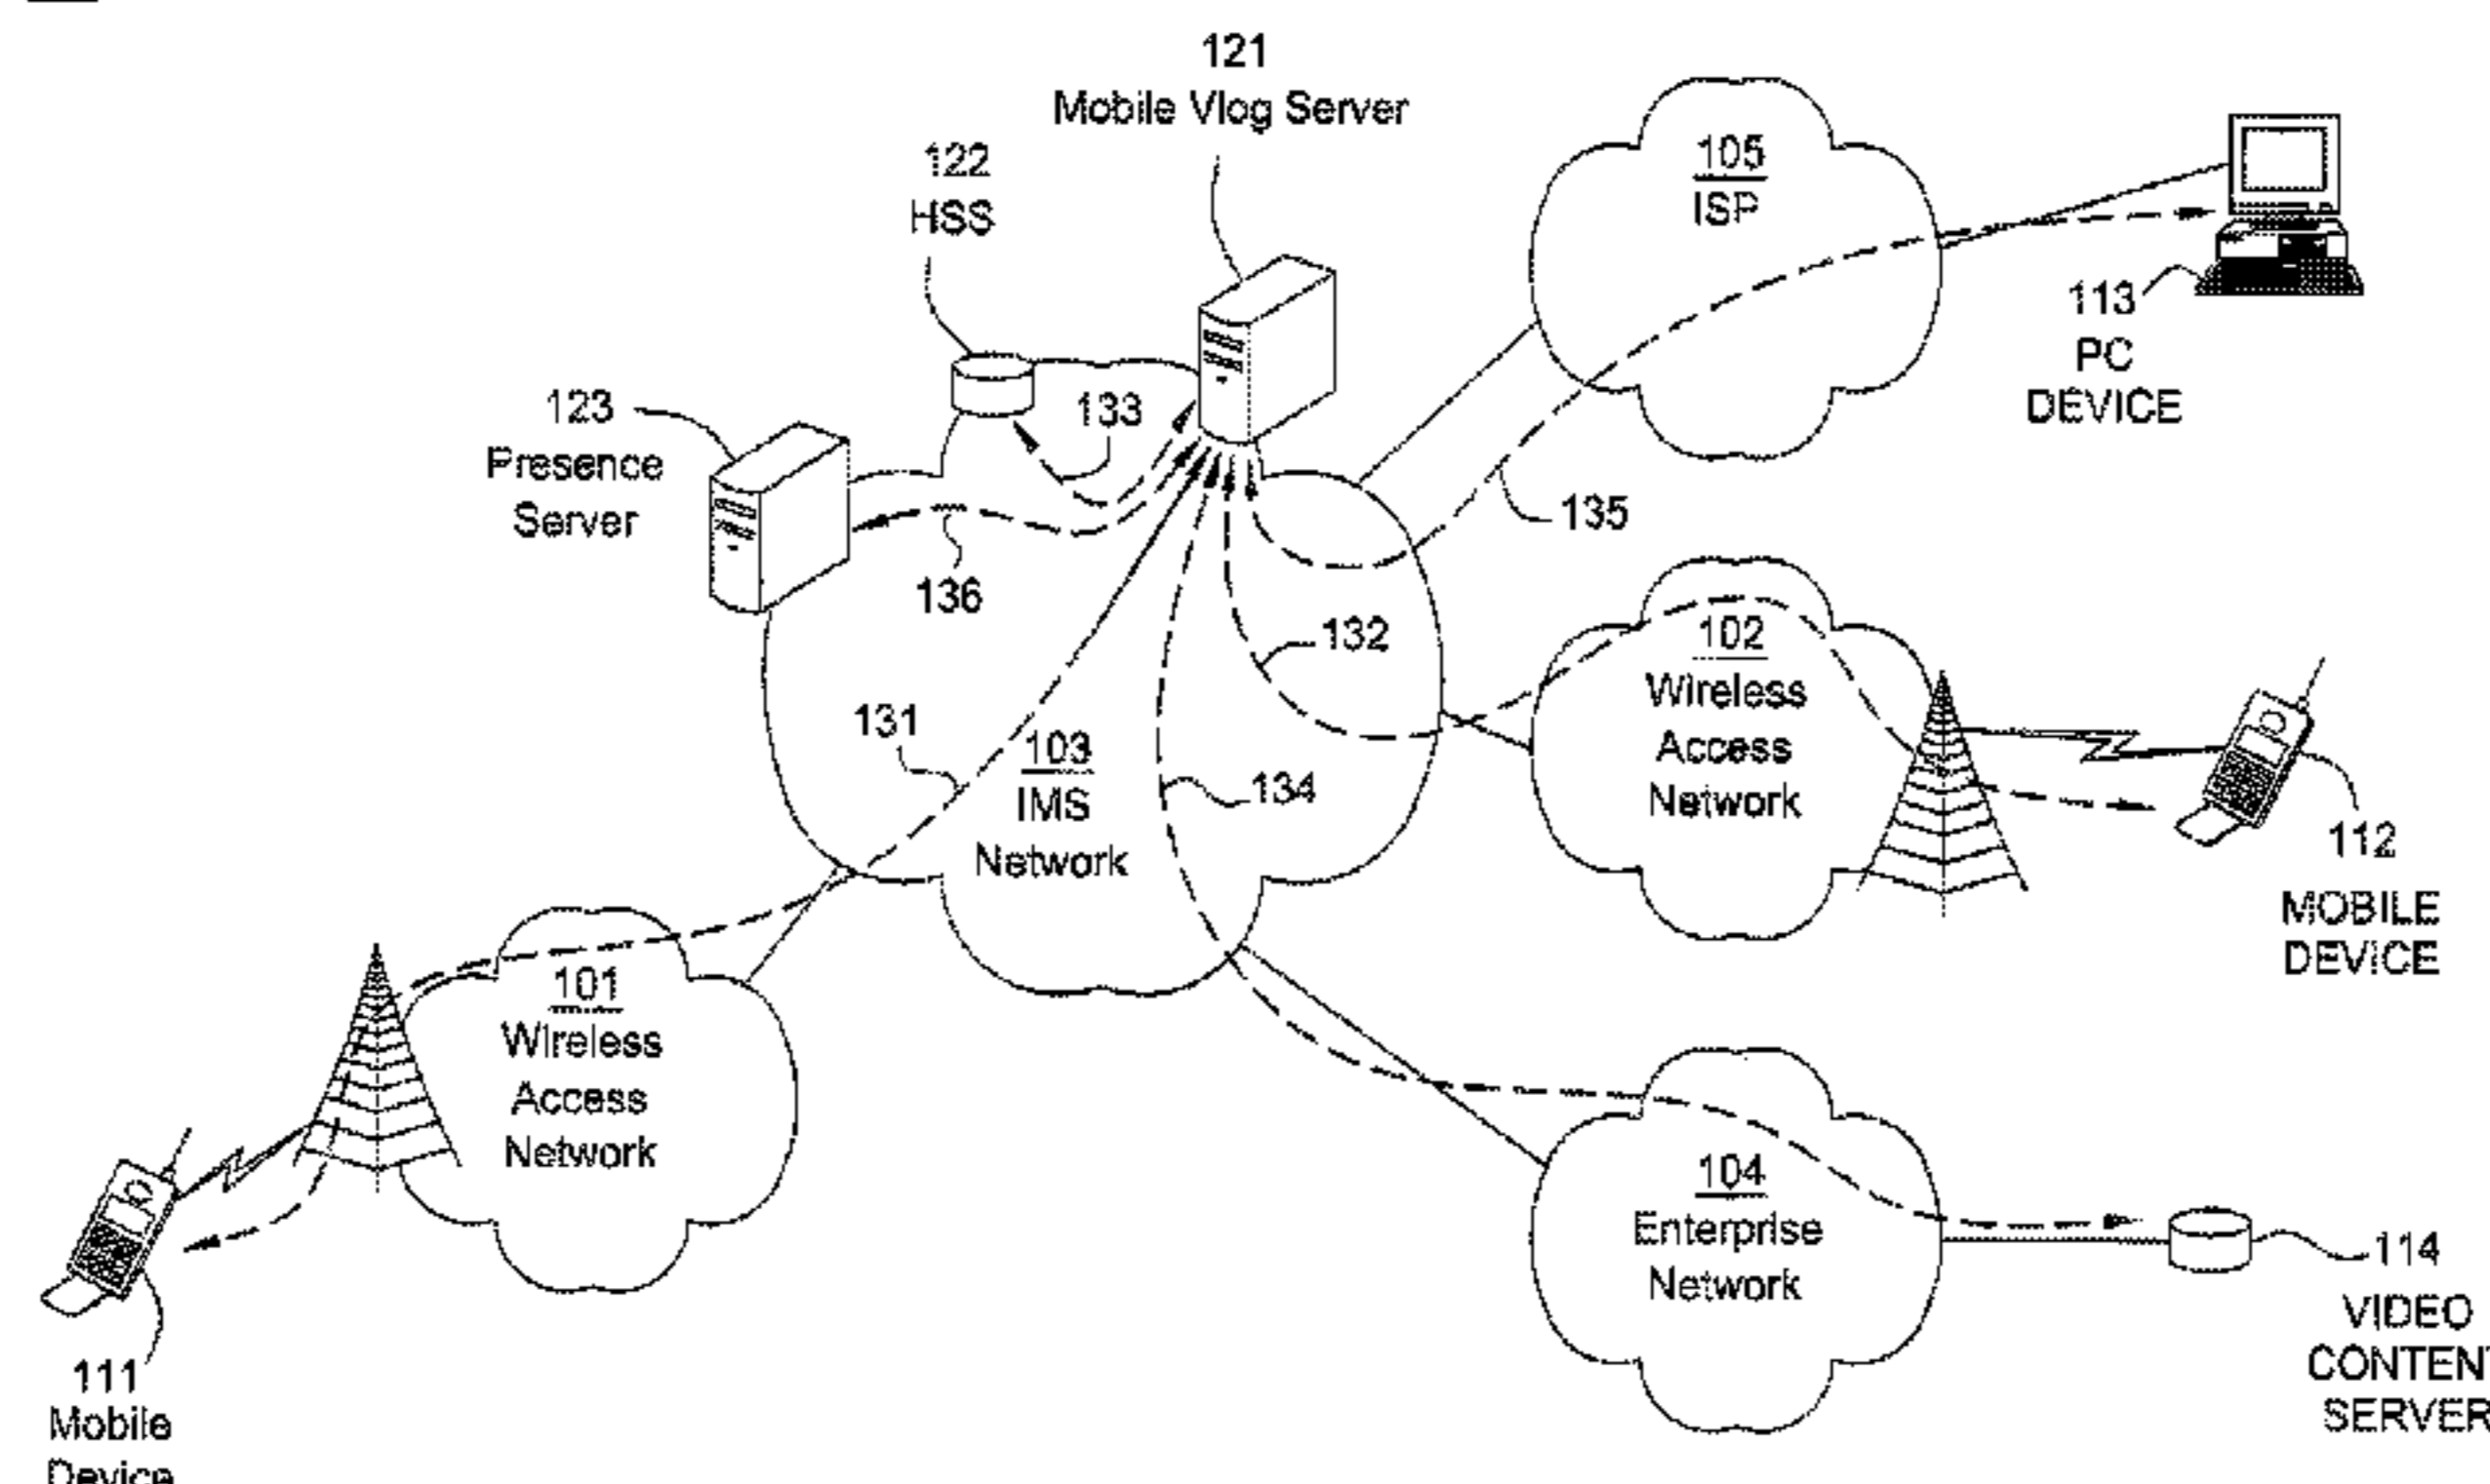 121
Mobile Vlog Server
122
HSS
105
ISP
113
PC
DEVICE
123
Presence
Server
133
136
135
132
102
Wireless
Access
Network
131
103
IMS
Network
134
112
MOBILE
DEVICE
101
Wireless
Access
Network
104
Enterprise
Network
114
VIDEO
CONTENT
SERVER
111
Mobile
Device